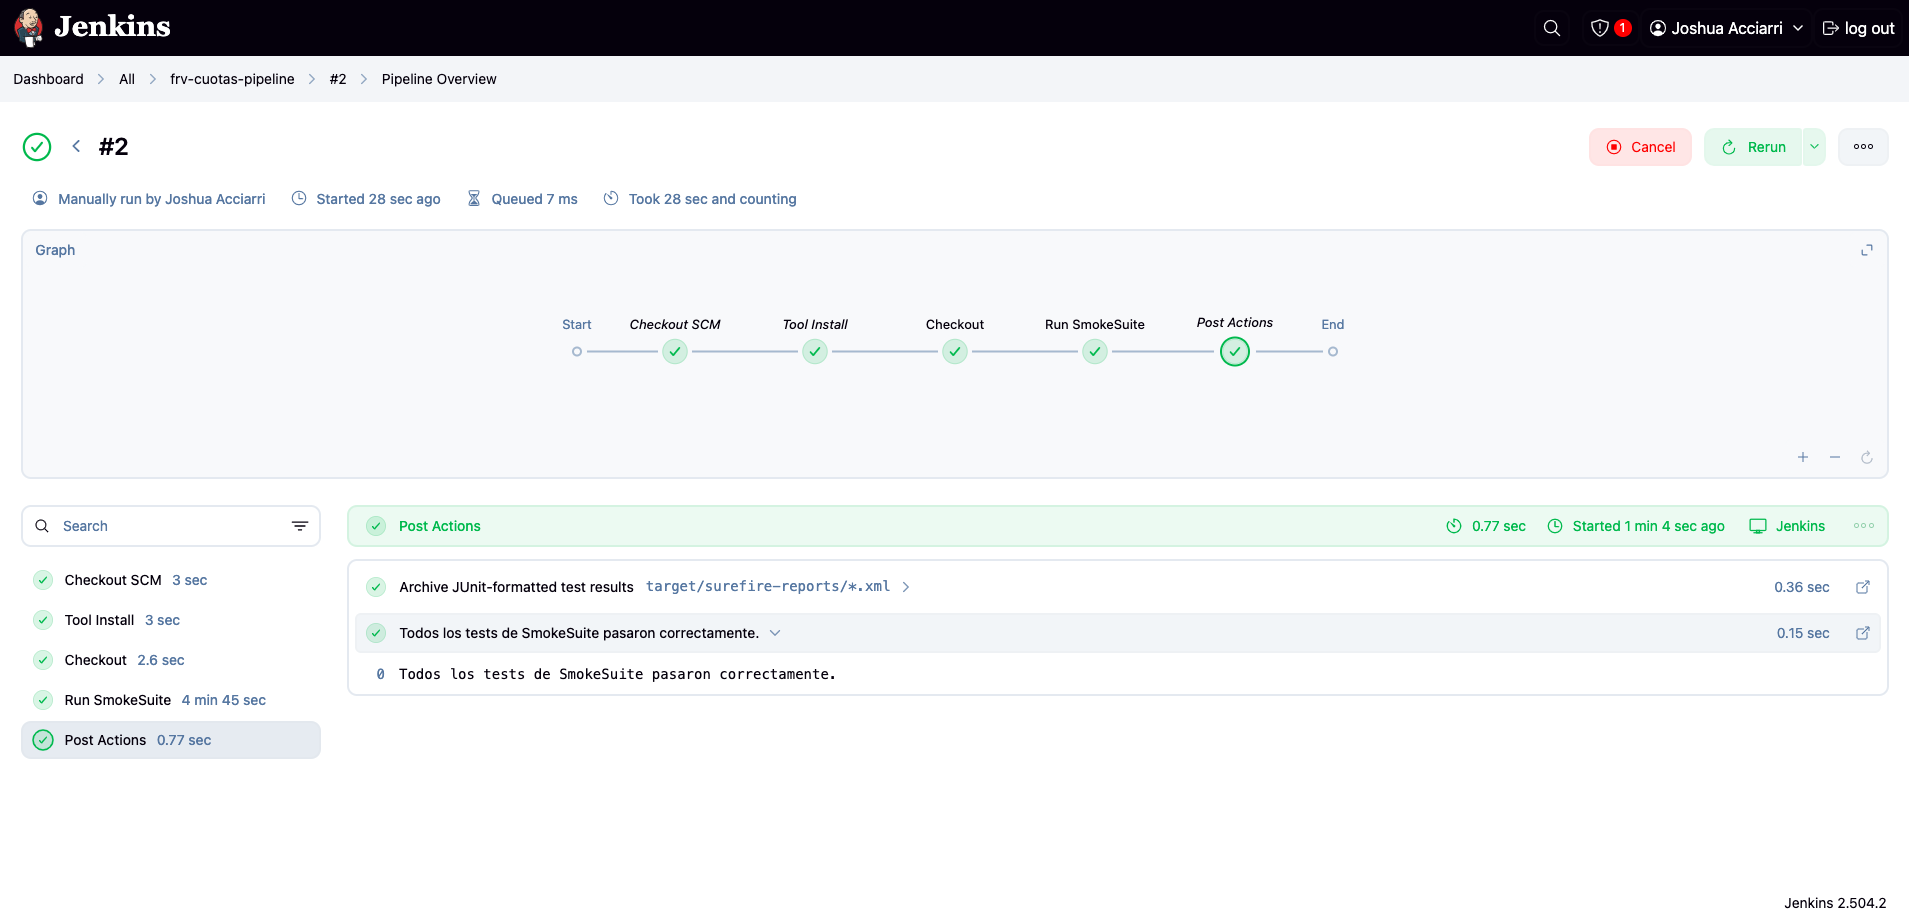 Jenkins
1
Joshua Acciarri
log out
Dashboard
All
frv-cuotas-pipeline
#2
Pipeline Overview
#2
Cancel
Rerun
Manually run by Joshua Acciarri
Started 28 sec ago
Queued 7 ms
Took 28 sec and counting
Graph
Start
Checkout SCM
Tool Install
Checkout
Run SmokeSuite
Post Actions
End
Search
Checkout SCM 3 sec
Tool Install 3 sec
Checkout 2.6 sec
Run SmokeSuite 4 min 45 sec
Post Actions 0.77 sec
Post Actions
0.77 sec
Started 1 min 4 sec ago
Jenkins
Archive JUnit-formatted test results target/surefire-reports/*.xml
0.36 sec
Todos los tests de SmokeSuite pasaron correctamente.
0.15 sec
0 Todos los tests de SmokeSuite pasaron correctamente.
Jenkins 2.504.2